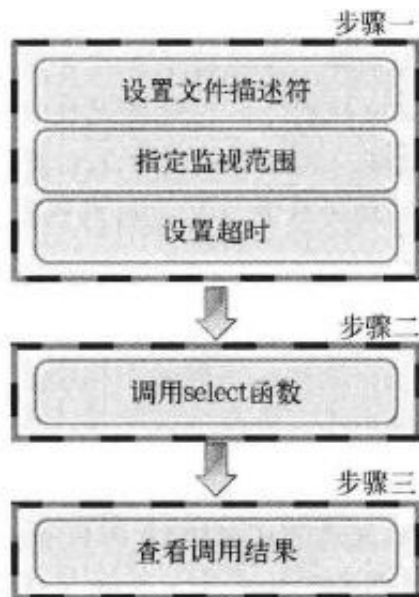 步骤一
设置文件描述符
指定监视范围
设置超时
步骤二
调用select函数
步骤三
查看调用结果